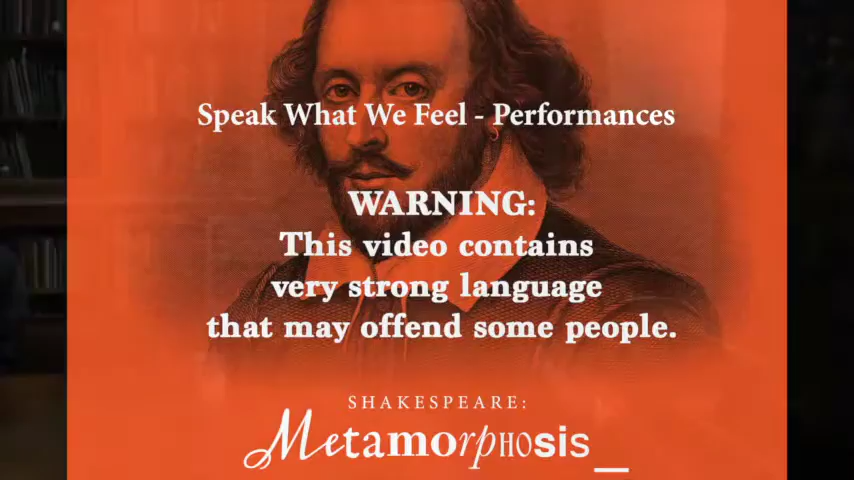 Speak What We Feel - Performances
WARNING:
This video contains
very strong language
that may offend some people.
SHAKESPEARE:
Metamorphosis_